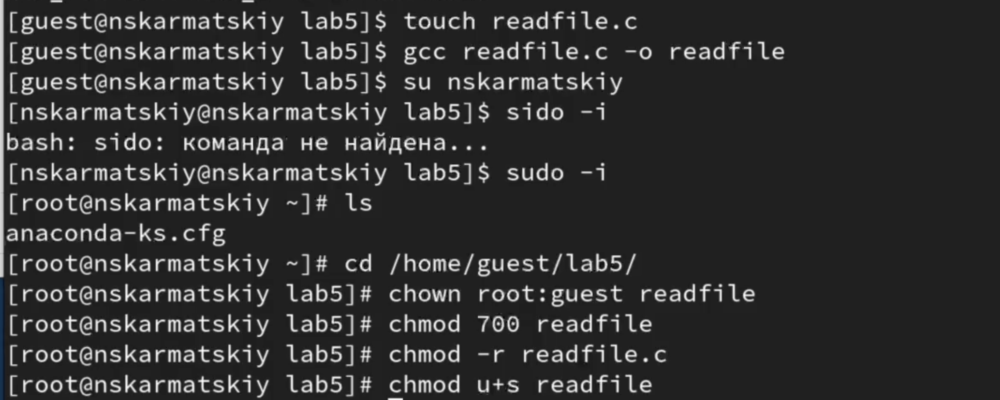 [guest@nskarmatskiy lab5]$ touch readfile.c
[guest@nskarmatskiy lab5]$ gcc readfile.c -o readfile
[guest@nskarmatskiy lab5]$ su nskarmatskiy
[nskarmatskiy@nskarmatskiy lab5]$ sido -i
bash: sido: команда не найдена...
[nskarmatskiy@nskarmatskiy lab5]$ sudo -i
[root@nskarmatskiy ~]# ls
anaconda-ks.cfg
[root@nskarmatskiy ~]# cd /home/guest/lab5/
[root@nskarmatskiy lab5]# chown root:guest readfile
[root@nskarmatskiy lab5]# chmod 700 readfile
[root@nskarmatskiy lab5]# chmod -r readfile.c
[root@nskarmatskiy lab5]# chmod u+s readfile